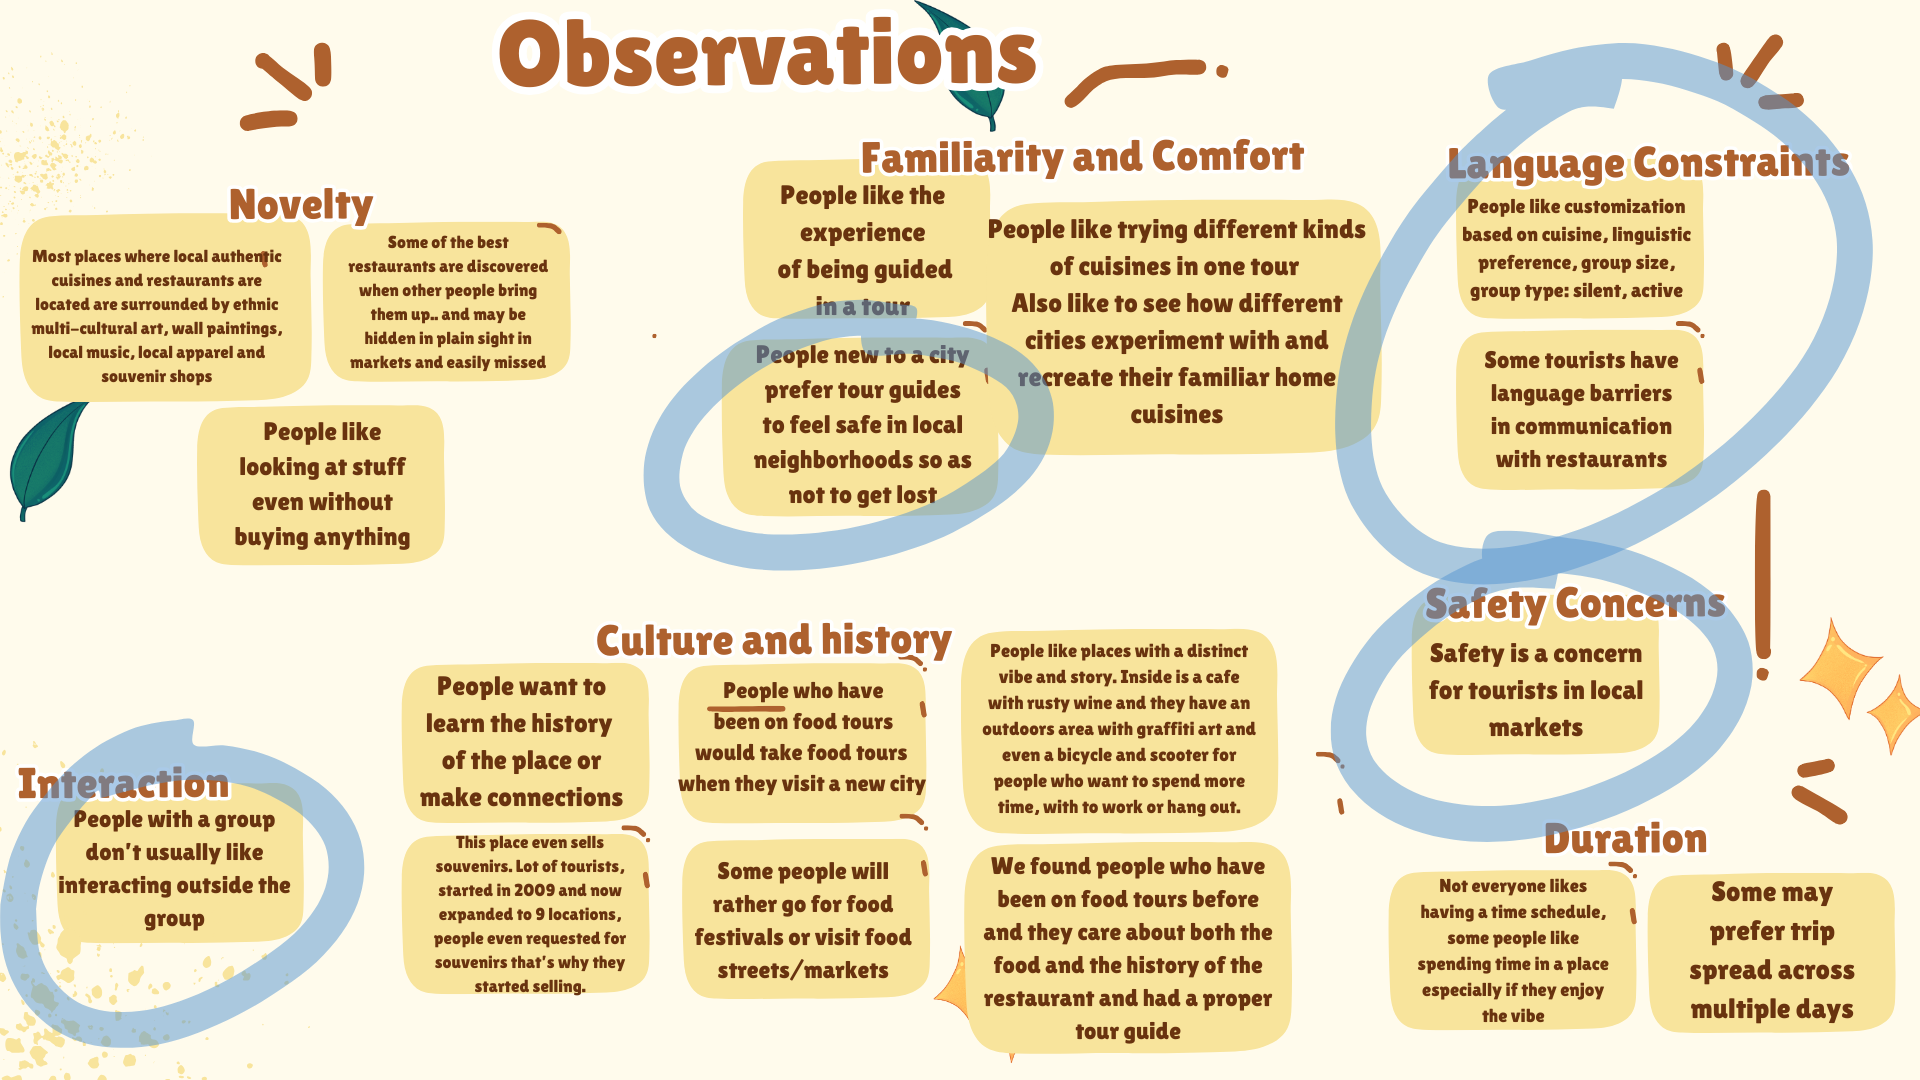 Observations
Novelty
Most places where local authentic
cuisines and restaurants are
located are surrounded by ethnic
multi-cultural art, wall paintings,
local music, local apparel and
souvenir shops
Some of the best
restaurants are discovered
when other people bring
them up.. and may be
hidden in plain sight in
markets and easily missed
People like
looking at stuff
even without
buying anything
Familiarity and Comfort
People like the
experience
of being guided
in a tour
People new to a city
prefer tour guides
to feel safe in local
neighborhoods so as
not to get lost
People like trying different kinds
of cuisines in one tour
Also like to see how different
cities experiment with and
recreate their familiar home
cuisines
Language Constraints
People like customization
based on cuisine, linguistic
preference, group size,
group type: silent, active
Some tourists have
language barriers
in communication
with restaurants
Safety Concerns
Safety is a concern
for tourists in local
markets
Interaction
People with a group
don't usually like
interacting outside the
group
Culture and history
People want to
learn the history
of the place or
make connections
People who have
been on food tours
would take food tours
when they visit a new city
People like places with a distinct
vibe and story. Inside is a cafe
with rusty wine and they have an
outdoors area with graffiti art and
even a bicycle and scooter for
people who want to spend more
time, with to work or hang out.
This place even sells
souvenirs. Lot of tourists,
started in 2009 and now
expanded to 9 locations,
people even requested for
souvenirs that's why they
started selling.
Some people will
rather go for food
festivals or visit food
streets/markets
We found people who have
been on food tours before
and they care about both the
food and the history of the
restaurant and had a proper
tour guide
Duration
Not everyone likes
having a time schedule,
some people like
spending time in a place
especially if they enjoy
the vibe
Some may
prefer trip
spread across
multiple days